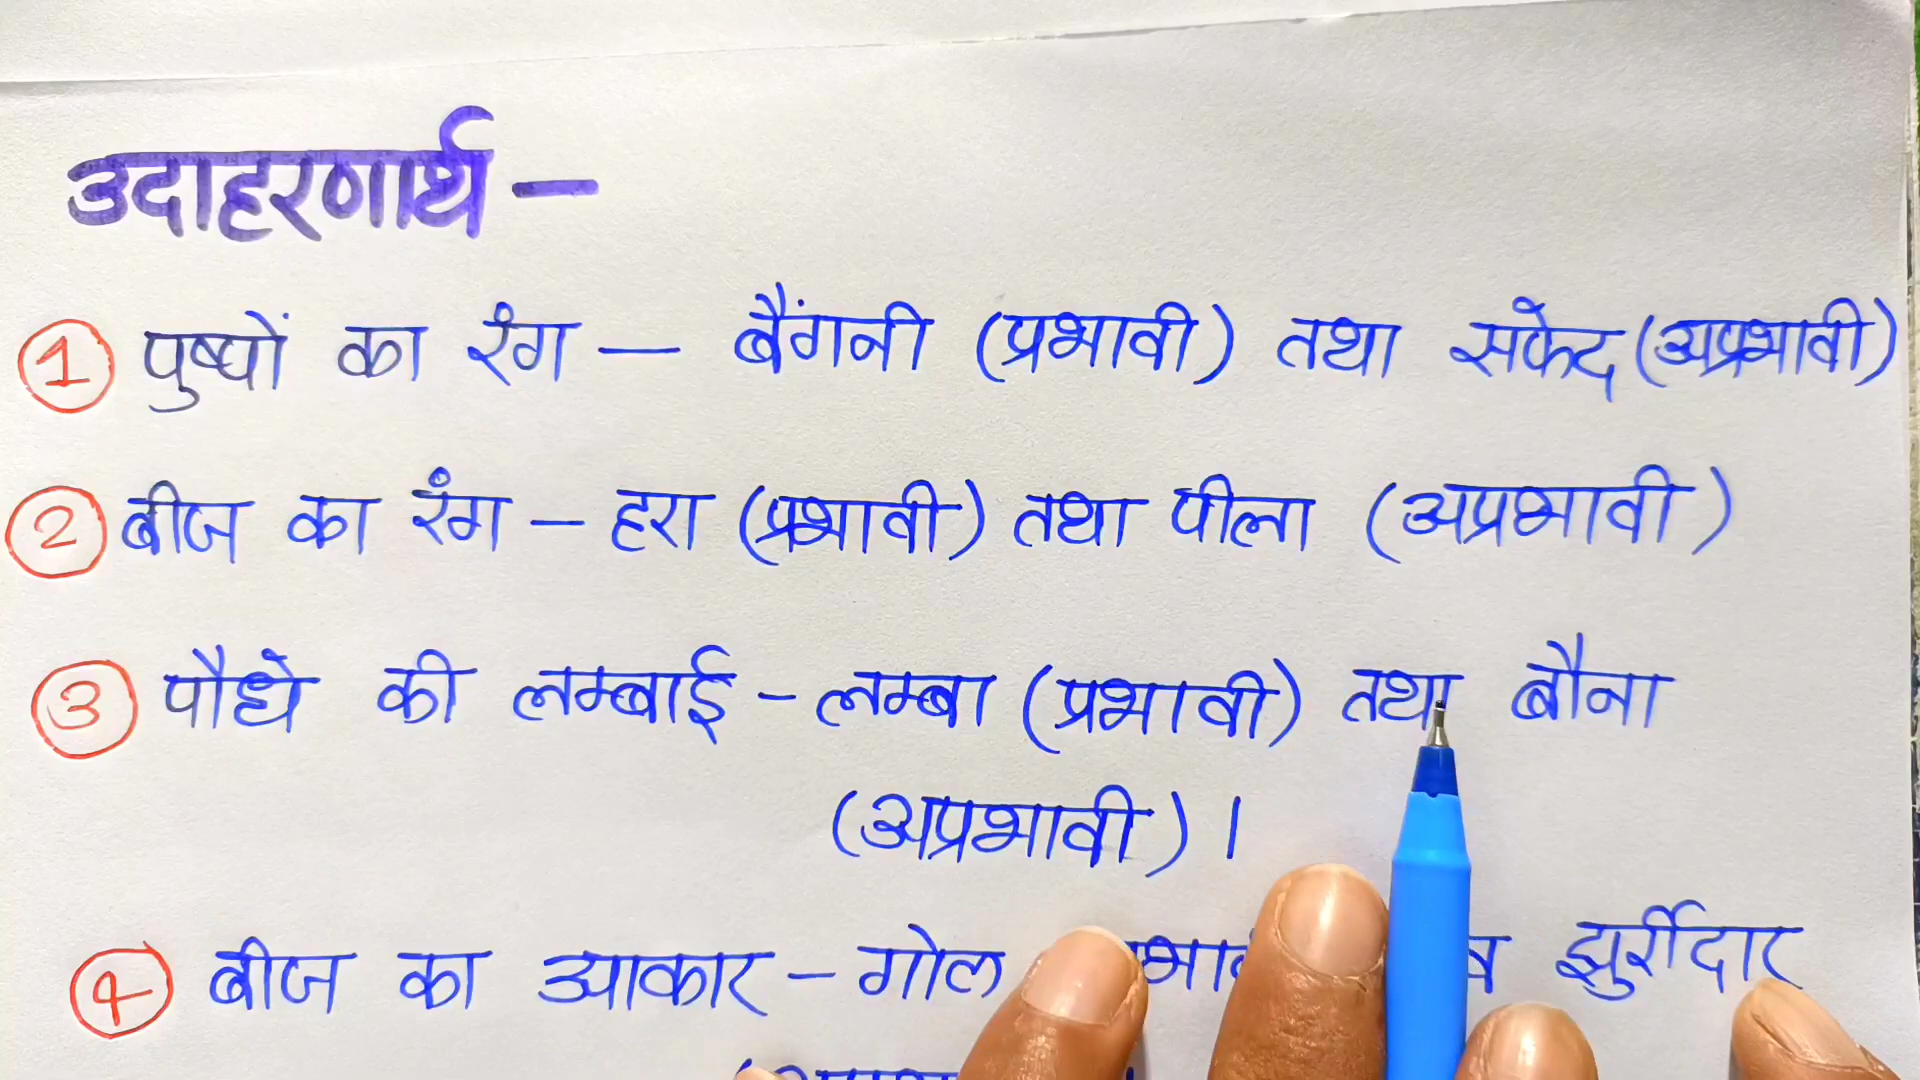 उदाहरणार्थ –
① पुष्पों का रंग – बैंगनी (प्रभावी) तथा सफेद (अप्रभावी)
② बीज का रंग – हरा (प्रभावी) तथा पीला (अप्रभावी)
③ पौधे की लम्बाई – लम्बा (प्रभावी) तथा बौना
(अप्रभावी)।
④ बीज का आकार – गोल व झुर्रीदार